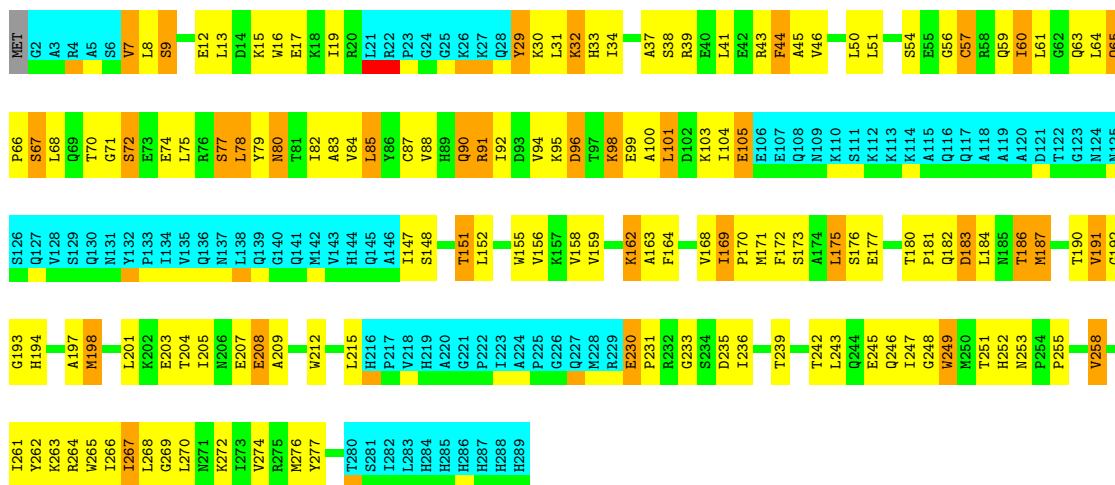 MET G2 A3 R4 A5 S6 V7 L8 S9 E12 L13 D14 K15 W16 E17 K18 I19 R20 L21 R22 P23 G24 G25 K26 K27 Q28 Y29 K30 L31 K32 H33 I34 A37 S38 R39 E40 L41 E42 R43 F44 A45 V46 L50 L51 S54 E55 G56 C57 R58 Q59 I60 L61 G62 Q63 L64
P66 S67 L68 Q69 T70 G71 S72 E73 E74 L75 R76 S77 L78 Y79 N80 T81 I82 A83 V84 L85 Y86 C87 V88 H89 Q90 R91 I92 D93 V94 K95 D96 T97 K98 E99 A100 L101 D102 K103 I104 E105 E106 E107 Q108 N109 K110 S111 K112 K113 K114 A115 Q116 Q117 A118 A119 A120 D121 T122 G123 N124
S126 Q127 V128 S129 Q130 N131 Y132 P133 I134 V135 Q136 N137 L138 Q139 G140 Q141 M142 V143 H144 Q145 A146 I147 S148 T151 L152 W155 V156 K157 V158 V159 K162 A163 F164 V168 I169 P170 M171 F172 S173 A174 L175 S176 E177 T180 P181 Q182 D183 L184 N185 T186 M187 T190 V191
G193 H194 A197 M198 L201 K202 E203 T204 I205 N206 E207 E208 A209 W212 L215 H216 P217 V218 H219 A220 G221 P222 I223 A224 P225 G226 Q227 M228 R229 E230 P231 R232 G233 S234 D235 I236 T239 T242 L243 Q244 E245 Q246 I247 G248 W249 M250 T251 H252 N253 P254 P255 V258
I261 Y262 K263 R264 W265 I266 I267 L268 G269 L270 N271 K272 I273 V274 R275 M276 Y277 T280 S281 I282 L283 H284 H285 H286 H287 H288 H289